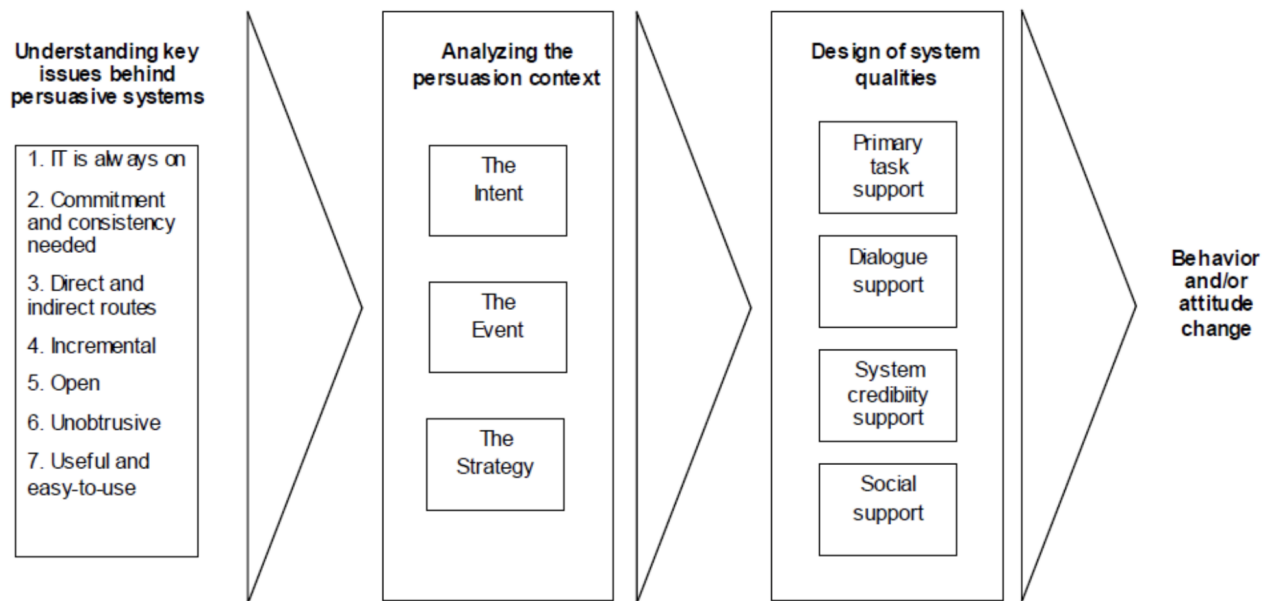 Understanding key
issues behind
persuasive systems
1. IT is always on
2. Commitment
and consistency
needed
3. Direct and
indirect routes
4. Incremental
5. Open
6. Unobtrusive
7. Useful and
easy-to-use
Analyzing the
persuasion context
The
Intent
The
Event
The
Strategy
Design of system
qualities
Primary
task
support
Dialogue
support
System
credibiity
support
Social
support
Behavior
and/or
attitude
change